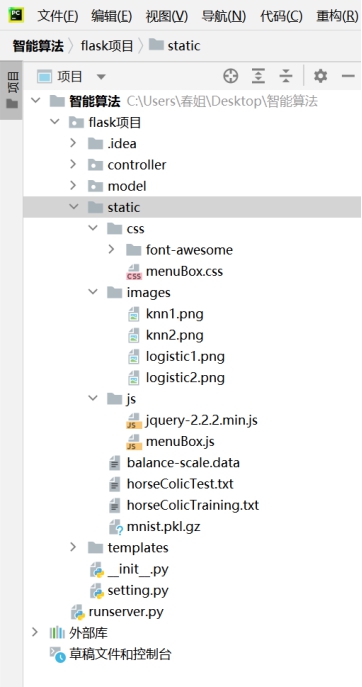 PC 文件(F) 编辑(E) 视图(V) 导航(N) 代码(C) 重构(R)
智能算法 flask项目 static
项目 项目
智能算法 C:\Users\春姐\Desktop\智能算法
flask项目
.idea
controller
model
static
css
font-awesome
CSS menuBox.css
images
knn1.png
knn2.png
logistic1.png
logistic2.png
js
JS jquery-2.2.2.min.js
JS menuBox.js
balance-scale.data
horseColicTest.txt
horseColicTraining.txt
mnist.pkl.gz
templates
__init__.py
setting.py
runserver.py
外部库
草稿文件和控制台